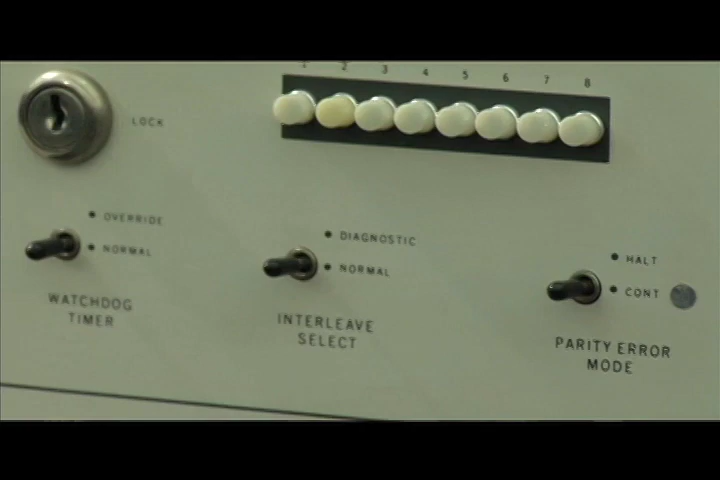 1 2 3 4 5 6 7 8
LOCK
OVERRIDE
NORMAL
WATCHDOG
TIMER
DIAGNOSTIC
NORMAL
INTERLEAVE
SELECT
HALT
CONT
PARITY ERROR
MODE